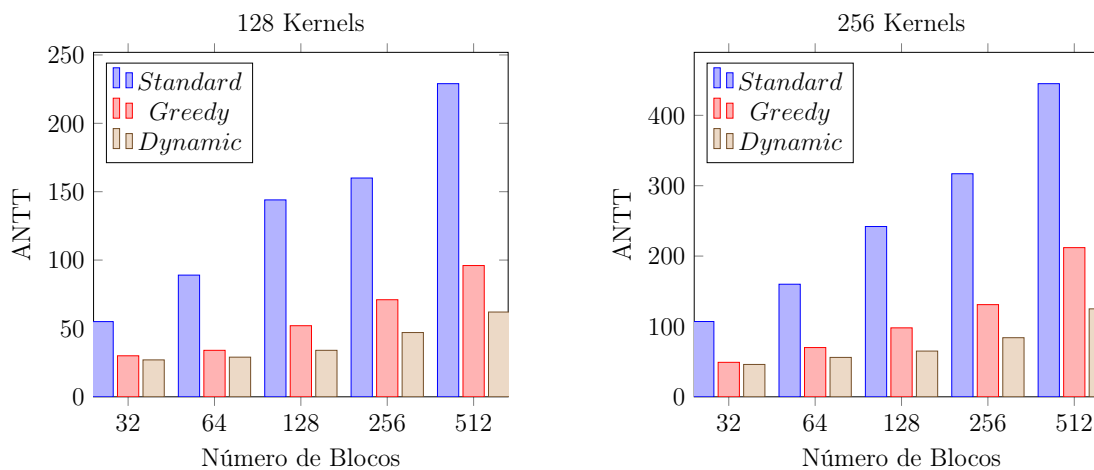 128 Kernels
250
200
150
100
50
0
ANTT
Standard
Greedy
Dynamic
32 64 128 256 512
Número de Blocos
256 Kernels
400
300
200
100
0
ANTT
Standard
Greedy
Dynamic
32 64 128 256 512
Número de Blocos